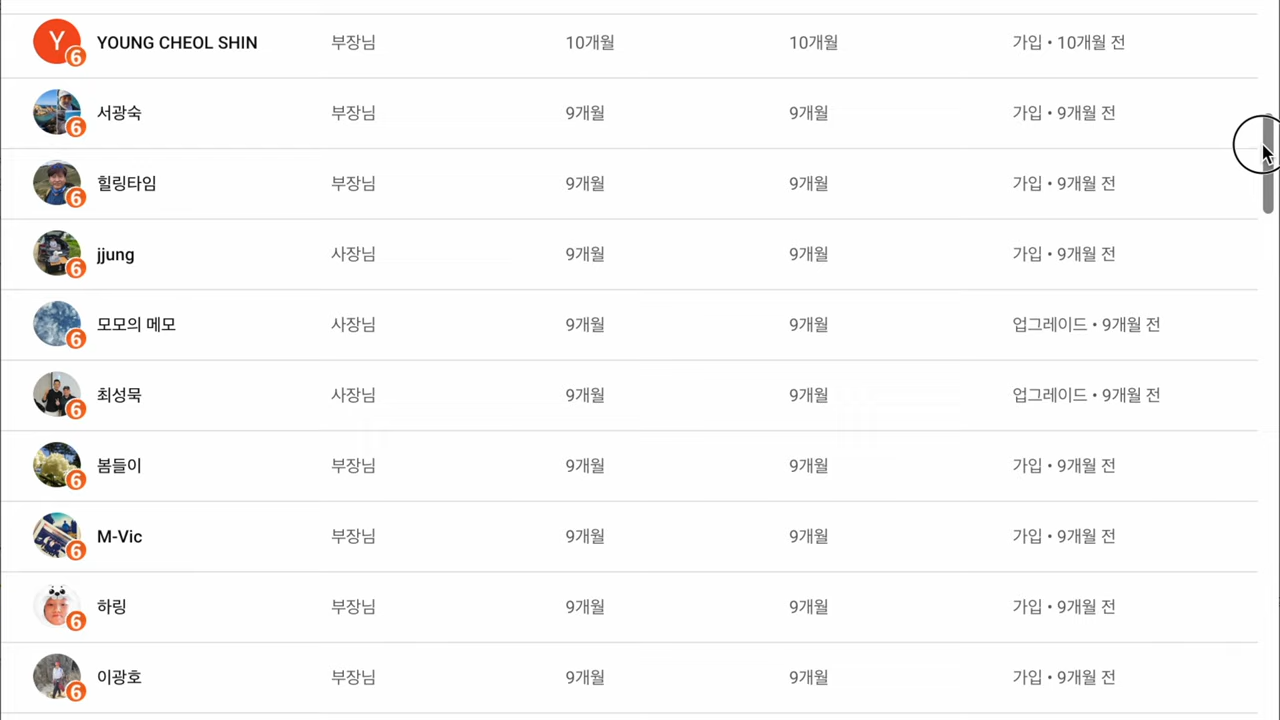 Y
6
YOUNG CHEOL SHIN 부장님 10개월 10개월 가입 • 10개월 전
6
서광숙 부장님 9개월 9개월 가입 • 9개월 전
6
힐링타임 부장님 9개월 9개월 가입 • 9개월 전
6
jjung 사장님 9개월 9개월 가입 • 9개월 전
6
모모의 메모 사장님 9개월 9개월 업그레이드 • 9개월 전
6
최성묵 사장님 9개월 9개월 업그레이드 • 9개월 전
6
봄들이 부장님 9개월 9개월 가입 • 9개월 전
6
M-Vic 부장님 9개월 9개월 가입 • 9개월 전
6
하링 부장님 9개월 9개월 가입 • 9개월 전
6
이광호 부장님 9개월 9개월 가입 • 9개월 전
6